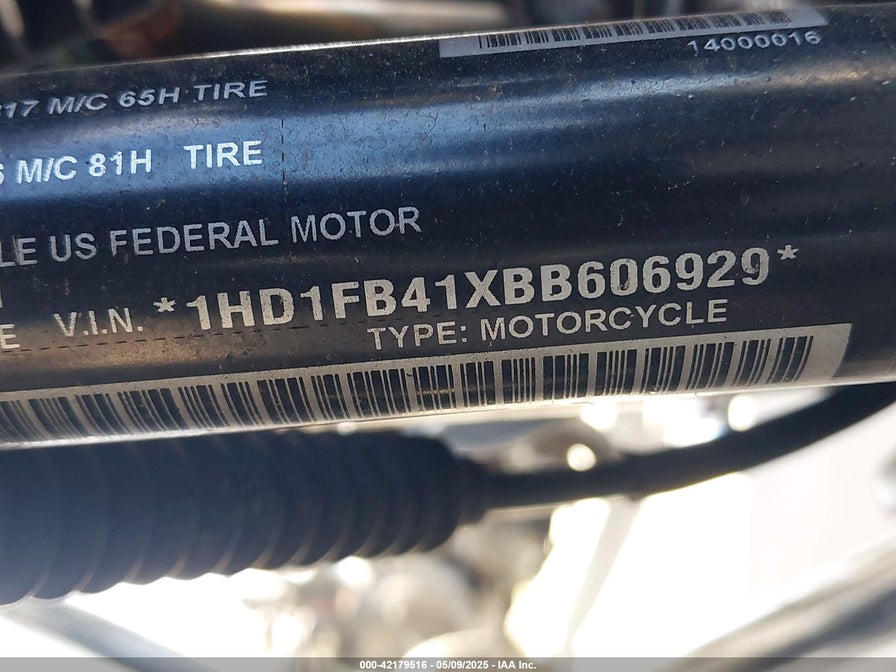 14000016
17 M/C 65H TIRE
M/C 81H TIRE
LE US FEDERAL MOTOR
E V.I.N. *1HD1FB41XBB606929*
TYPE: MOTORCYCLE
000-42179516 - 05/09/2025 - IAA Inc.